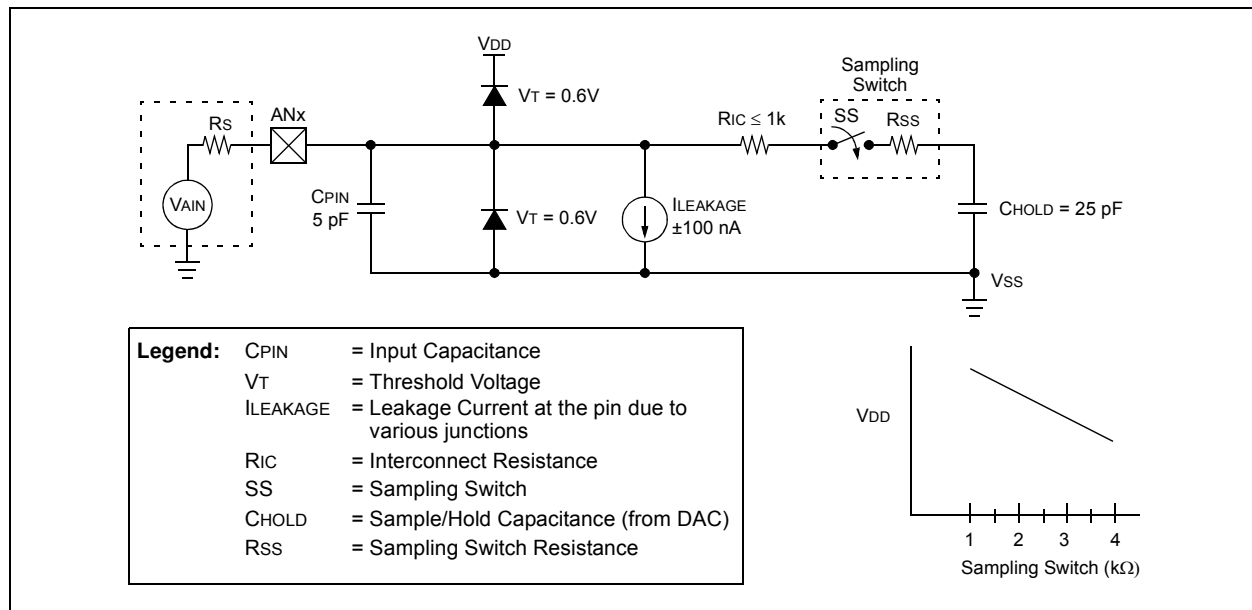 VDD
Sampling
Switch
VT = 0.6V
RS
ANx
RIC ≤ 1k
SS
RSS
VAIN
CPIN
5 pF
VT = 0.6V
ILEAKAGE
±100 nA
CHOLD = 25 pF
VSS
Legend: CPIN = Input Capacitance
VT = Threshold Voltage
ILEAKAGE = Leakage Current at the pin due to
various junctions
RIC = Interconnect Resistance
SS = Sampling Switch
CHOLD = Sample/Hold Capacitance (from DAC)
RSS = Sampling Switch Resistance
VDD
1 2 3 4
Sampling Switch (kΩ)